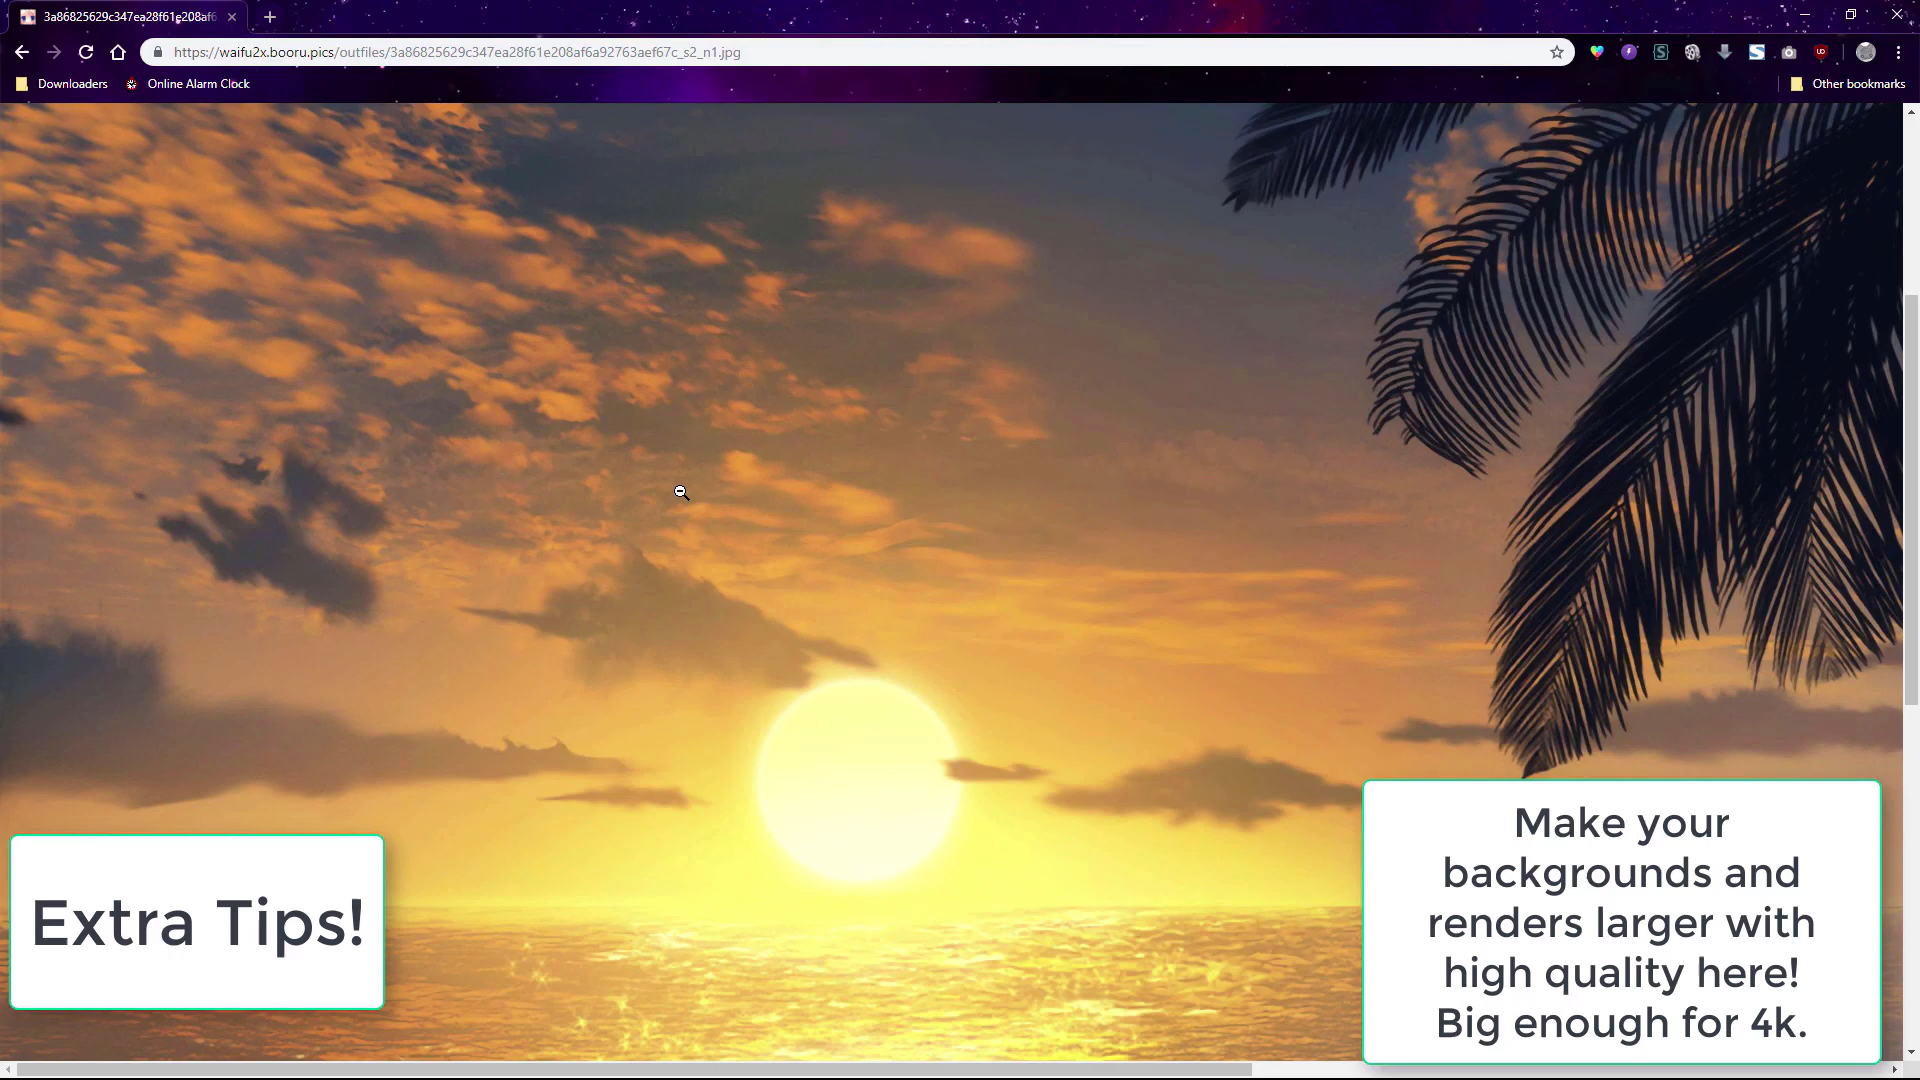 3a86825629c347ea28f61e208af6
https://waifu2x.booru.pics/outfiles/3a86825629c347ea28f61e208af6a92763aef67c_s2_n1.jpg
Downloaders
Online Alarm Clock
Other bookmarks
Extra Tips!
Make your
backgrounds and
renders larger with
high quality here!
Big enough for 4k.